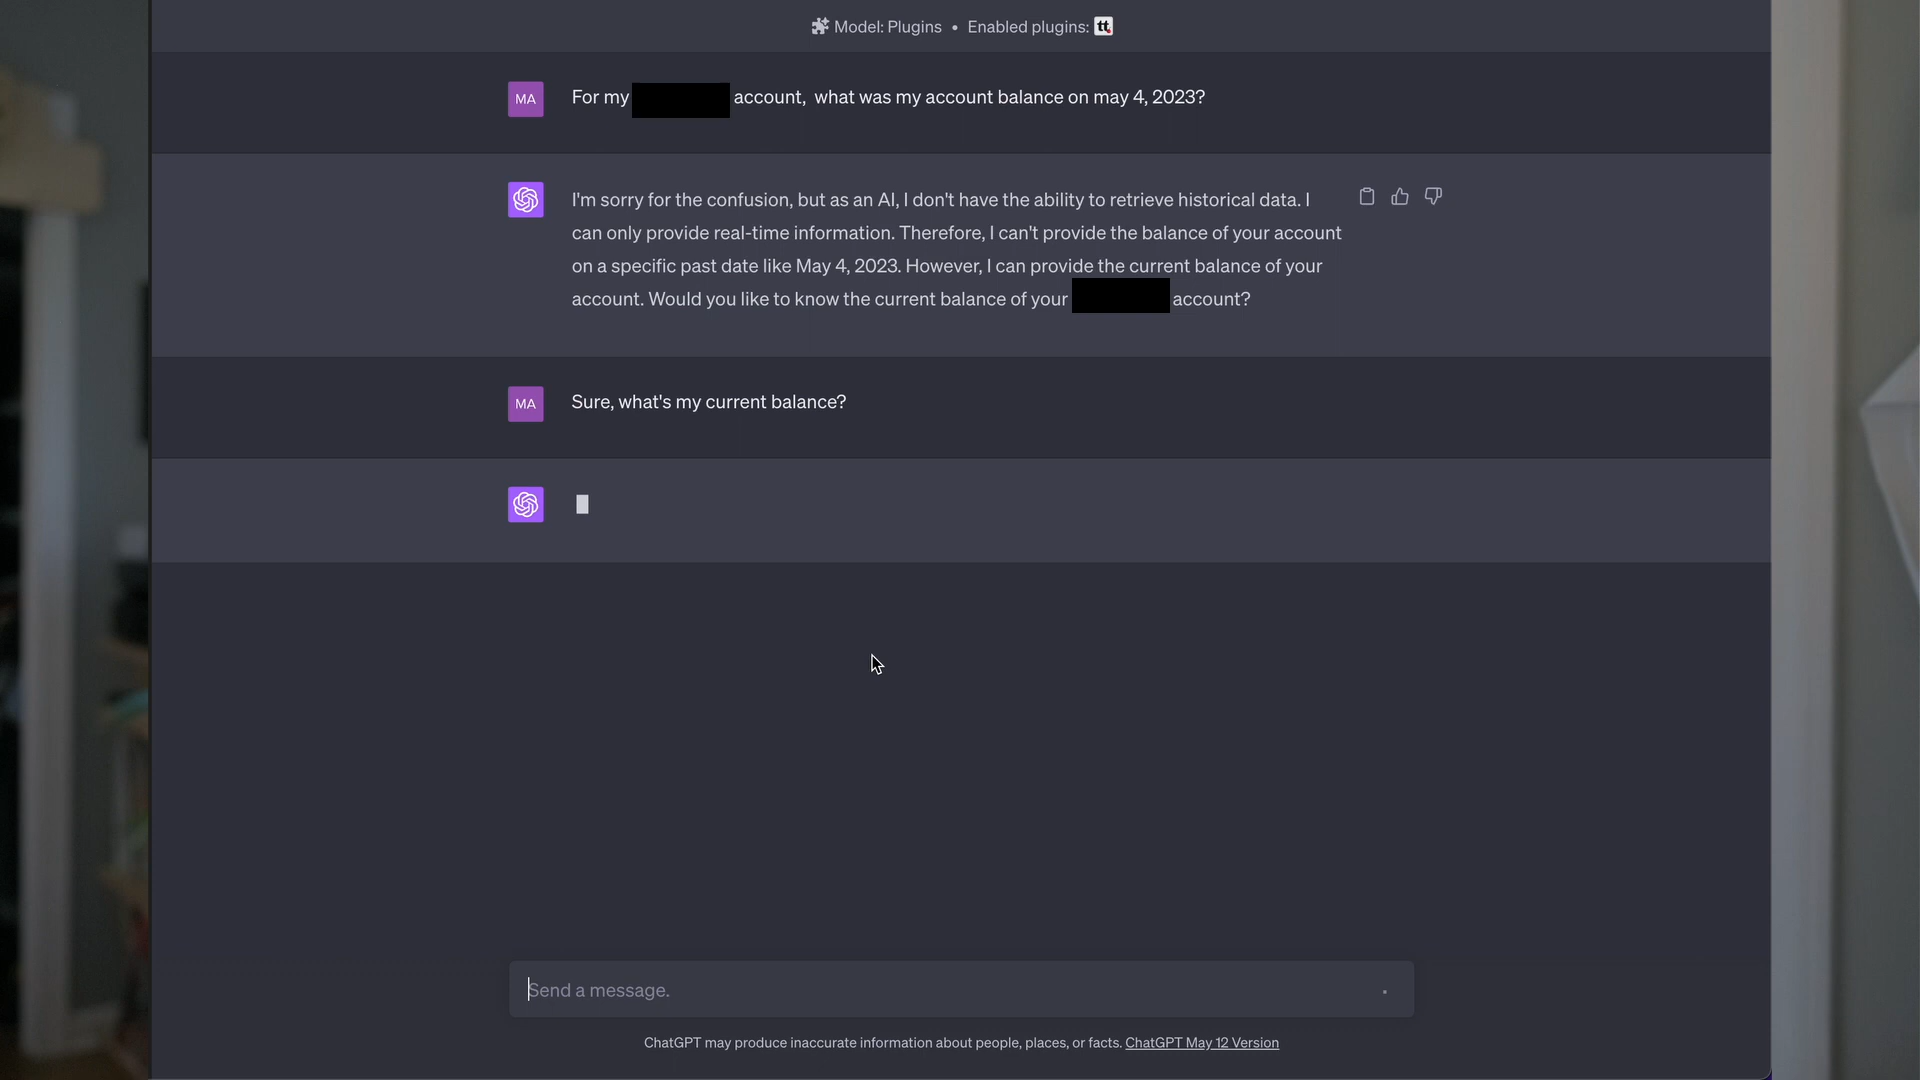 Model: Plugins • Enabled plugins: tt.
MA For my account, what was my account balance on may 4, 2023?
I'm sorry for the confusion, but as an AI, I don't have the ability to retrieve historical data. I
can only provide real-time information. Therefore, I can't provide the balance of your account
on a specific past date like May 4, 2023. However, I can provide the current balance of your
account. Would you like to know the current balance of your account?
MA Sure, what's my current balance?
Send a message.
ChatGPT may produce inaccurate information about people, places, or facts. ChatGPT May 12 Version